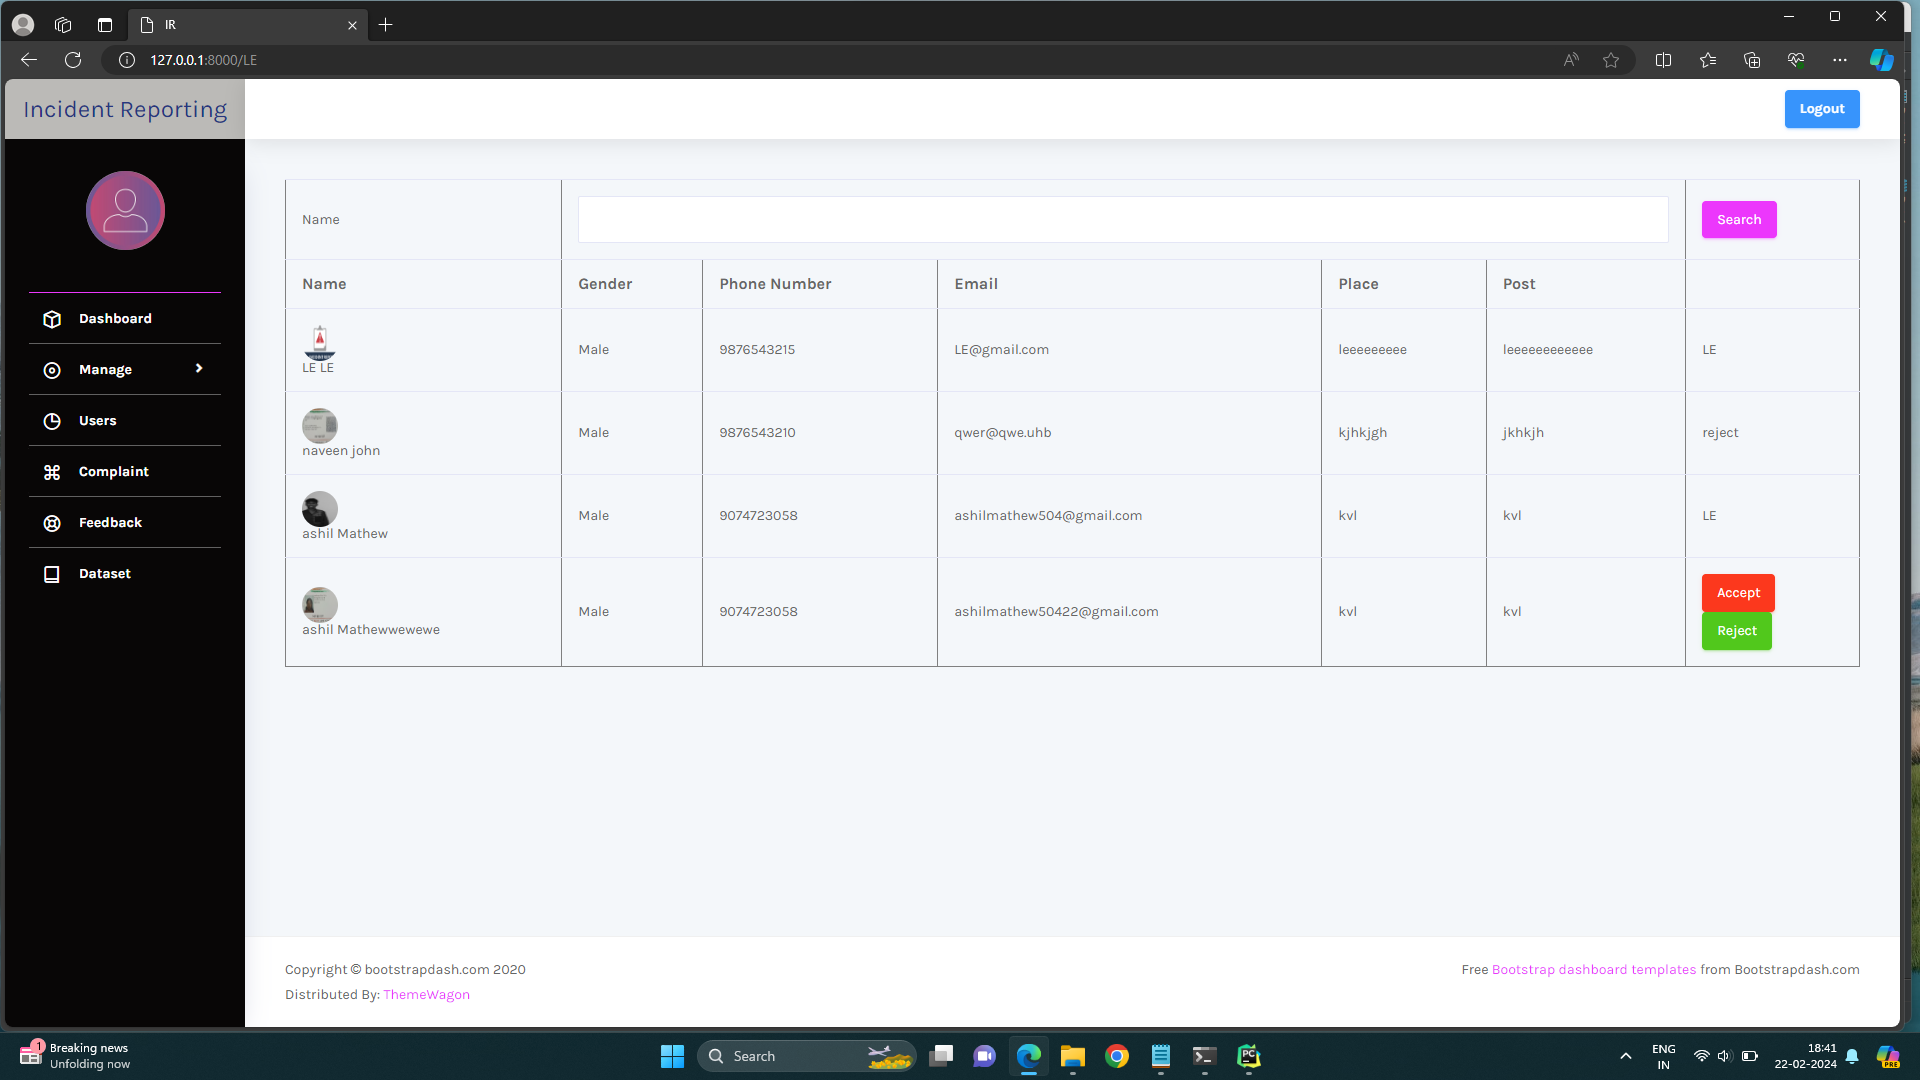 IR
127.0.0.1:8000/LE
Incident Reporting
Logout
Name
Search
Name Gender Phone Number Email Place Post
LE LE Male 9876543215 LE@gmail.com leeeeeeeee leeeeeeeeeeee LE
naveen john Male 9876543210 qwer@qwe.uhb kjhkjgh jkhkjh reject
ashil Mathew Male 9074723058 ashilmathew504@gmail.com kvl kvl LE
ashil Mathewwewewe Male 9074723058 ashilmathew50422@gmail.com kvl kvl
Accept
Reject
Dashboard
Manage
Users
Complaint
Feedback
Dataset
Copyright © bootstrapdash.com 2020
Free Bootstrap dashboard templates from Bootstrapdash.com
Distributed By: ThemeWagon
1
Breaking news
Unfolding now
Search
PC
ENG
IN
18:41
22-02-2024
PRE